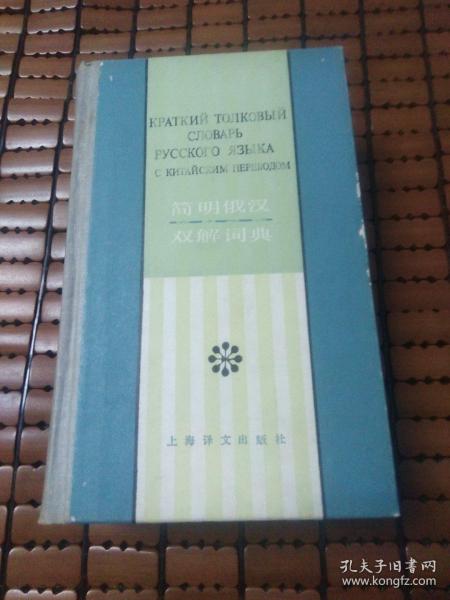 КРАТКИЙ ТОЛКОВЫЙ
СЛОВАРЬ
РУССКОГО ЯЗЫКА
С КИТАЙСКИМ ПЕРЕВОДОМ
简明俄汉
双解词典
上海译文出版社
孔夫子旧书网
www.kongfz.com